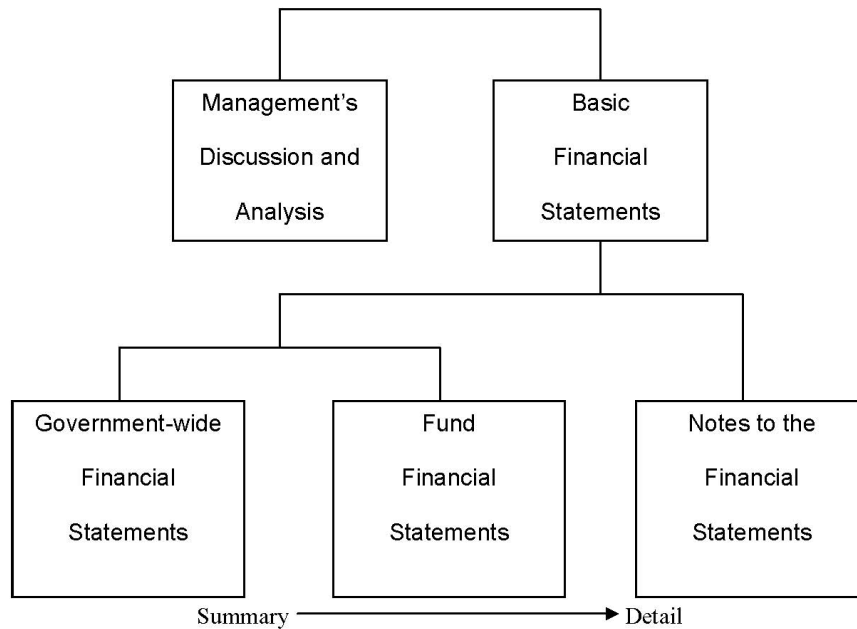 Management’s
Discussion and
Analysis
Basic
Financial
Statements
Government-wide
Financial
Statements
Fund
Financial
Statements
Notes to the
Financial
Statements
Summary
Detail